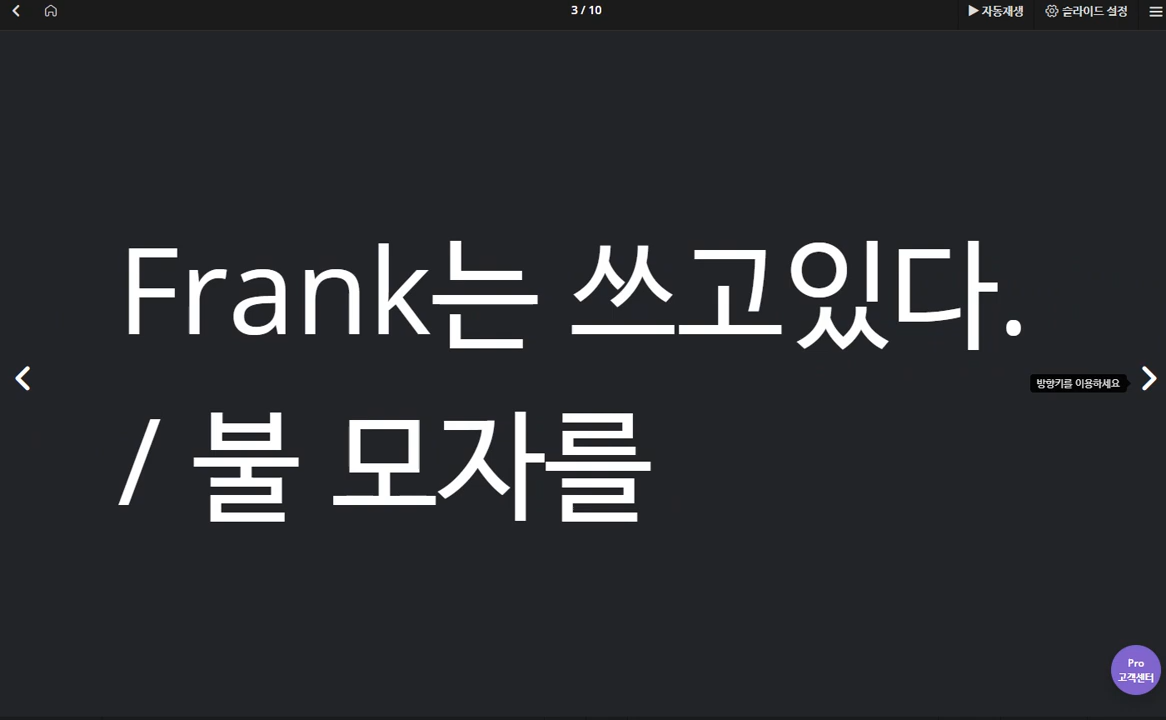 3 / 10
▶ 자동재생
슬라이드 설정
Frank는 쓰고있다.
/ 불 모자를
방향키를 이용하세요
Pro
고객센터